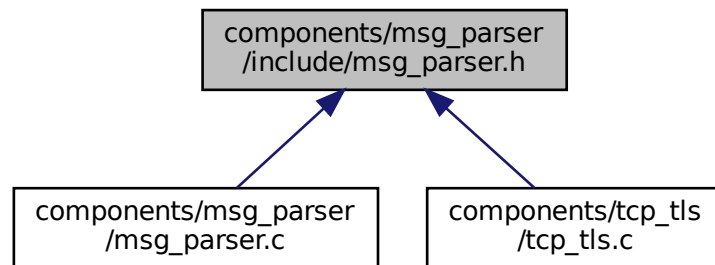 components/msg_parser
/include/msg_parser.h
components/msg_parser
/msg_parser.c
components/tcp_tls
/tcp_tls.c